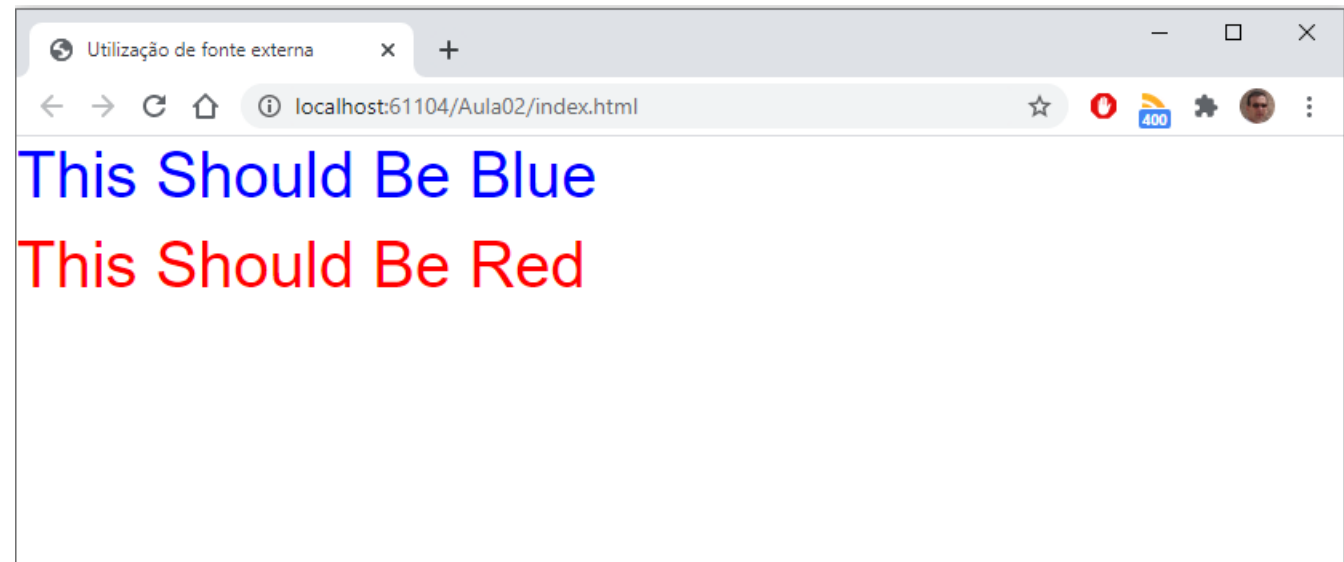 Utilização de fonte externa
localhost:61104/Aula02/index.html
400
This Should Be Blue
This Should Be Red